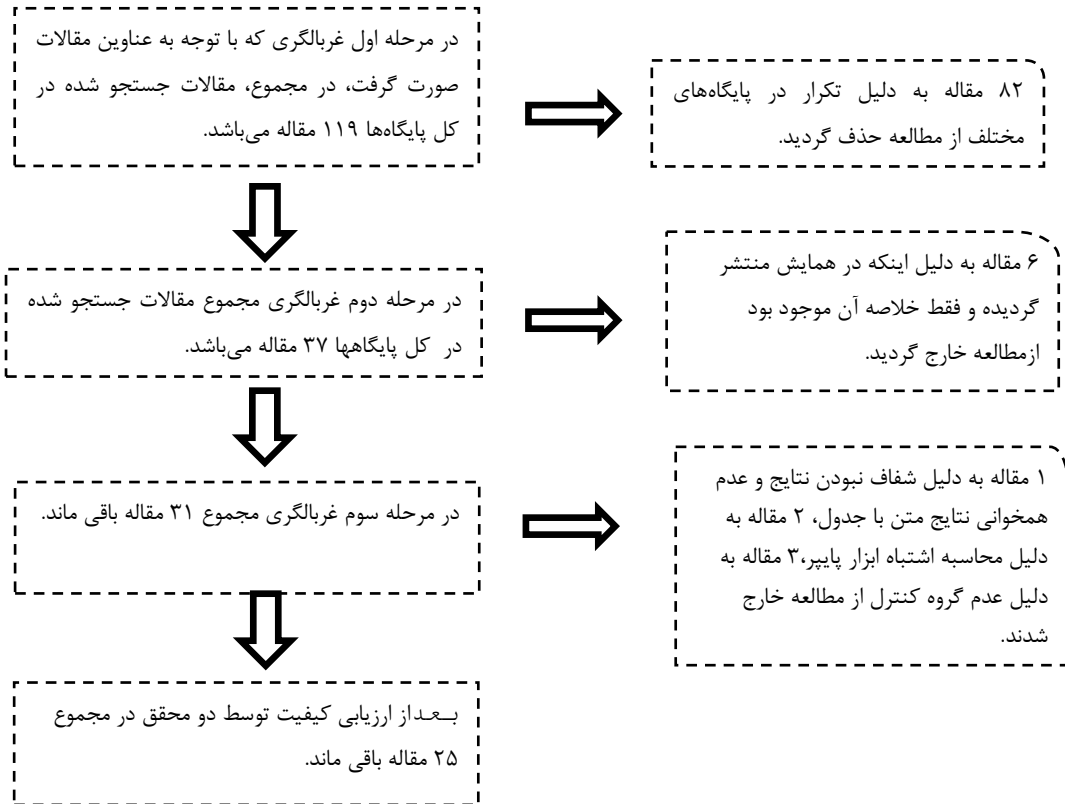 در مرحله اول غربالگری که با توجه به عناوین مقالات
صورت گرفت، در مجموع، مقالات جستجو شده در
کل پایگاه‌ها ۱۱۹ مقاله می‌باشد.
۸۲ مقاله به دلیل تکرار در پایگاه‌های
مختلف از مطالعه حذف گردید.
در مرحله دوم غربالگری مجموع مقالات جستجو شده
در کل پایگاهها ۳۷ مقاله می‌باشد.
۶ مقاله به دلیل اینکه در همایش منتشر
گردیده و فقط خلاصه آن موجود بود
ازمطالعه خارج گردید.
در مرحله سوم غربالگری مجموع ۳۱ مقاله باقی ماند.
۱ مقاله به دلیل شفاف نبودن نتایج و عدم
همخوانی نتایج متن با جدول، ۲ مقاله به
دلیل محاسبه اشتباه ابزار پایپر،۳ مقاله به
دلیل عدم گروه کنترل از مطالعه خارج
شدند.
بـعـداز ارزیابی کیفیت توسط دو محقق در مجموع
۲۵ مقاله باقی ماند.